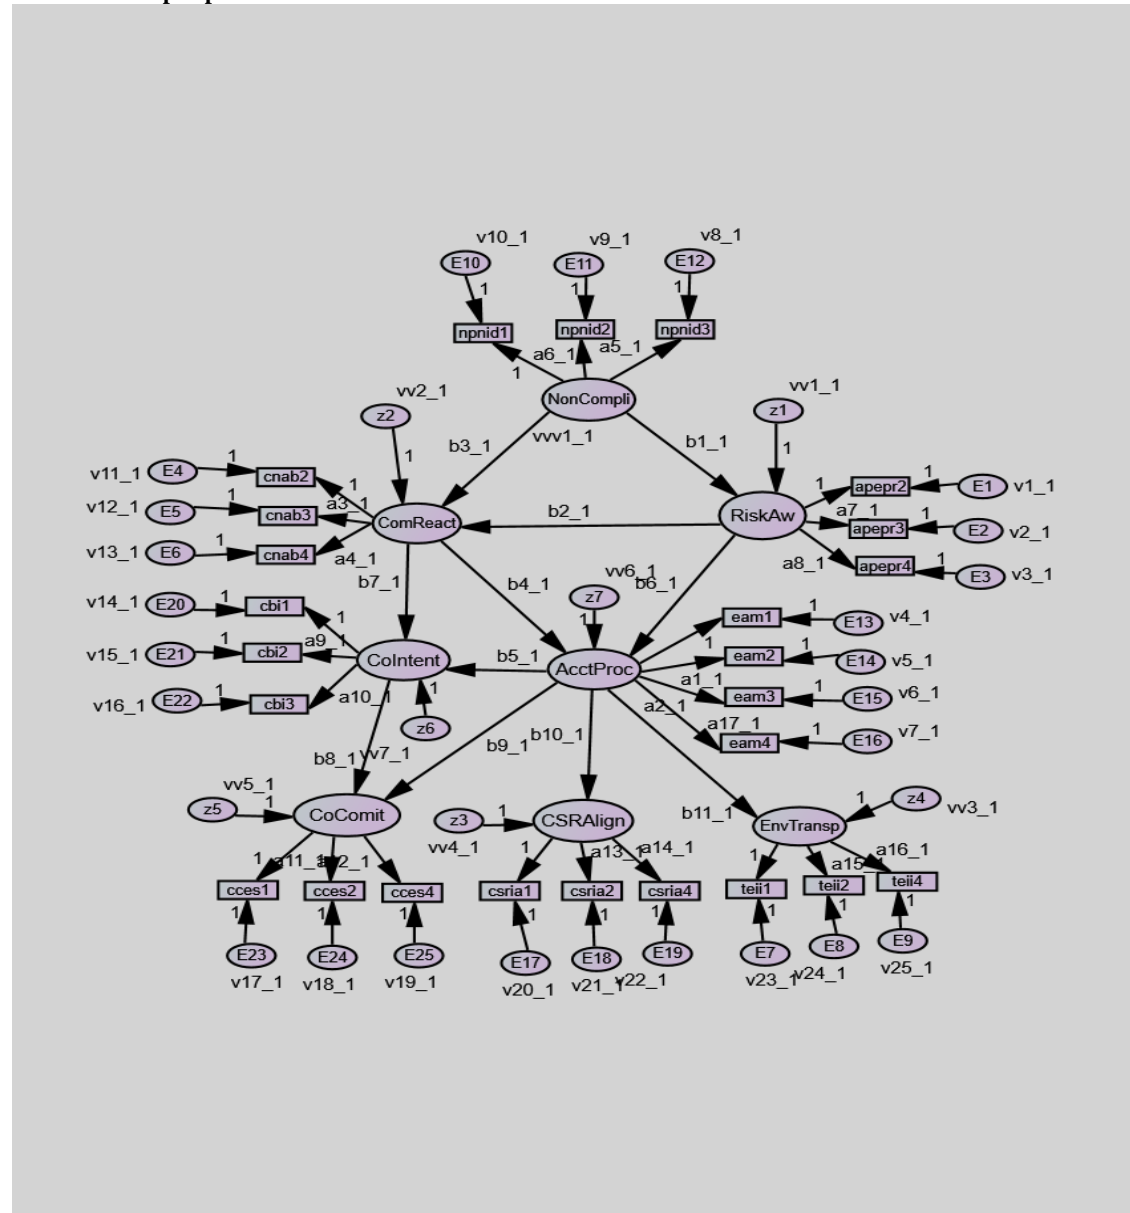 v10_1 v9_1 v8_1
E10 E11 E12
1 1 1
npnid1 npnid2 npnid3
a6_1 a5_1
1
NonCompli
vv2_1 vv1_1
z2 z1
b3_1 vvv1_1 b1_1
1 1
v11_1 E4 1 cnab2 1
apepr2 1 E1 v1_1
1
v12_1 E5 1 cnab3 a3_1
ComReact b2_1 RiskAw
a7_1 apepr3 1 E2 v2_1
v13_1 E6 1 cnab4 a4_1
a8_1 apepr4 1 E3 v3_1
b7_1 b4_1 vv6_1 b6_1
z7
1
v14_1 E20 1 cbi1 1
eam1 1 E13 v4_1
v15_1 E21 1 cbi2 a9_1
CoIntent b5_1 AcctProc
1 eam2 1 E14 v5_1
v16_1 E22 1 cbi3 a10_1
1
z6
a1_1 eam3 1 E15 v6_1
a2_1 a17_1 eam4 1 E16 v7_1
b8_1 vv7_1 b9_1 b10_1 b11_1
vv5_1
z5 1 CoComit
z3 1 CSRAlign
vv4_1
EnvTransp 1 z4
vv3_1
1 a11_1 1 a13_1 a14_1 1 a15_1 a16_1
cces1 cces2 cces4 csria1 csria2 csria4 teii1 teii2 teii4
1 1 1 1 1 1 1 1 1
E23 E24 E25 E17 E18 E19 E7 E8 E9
v17_1 v18_1 v19_1 v20_1 v21_1 v22_1 v23_1 v24_1 v25_1